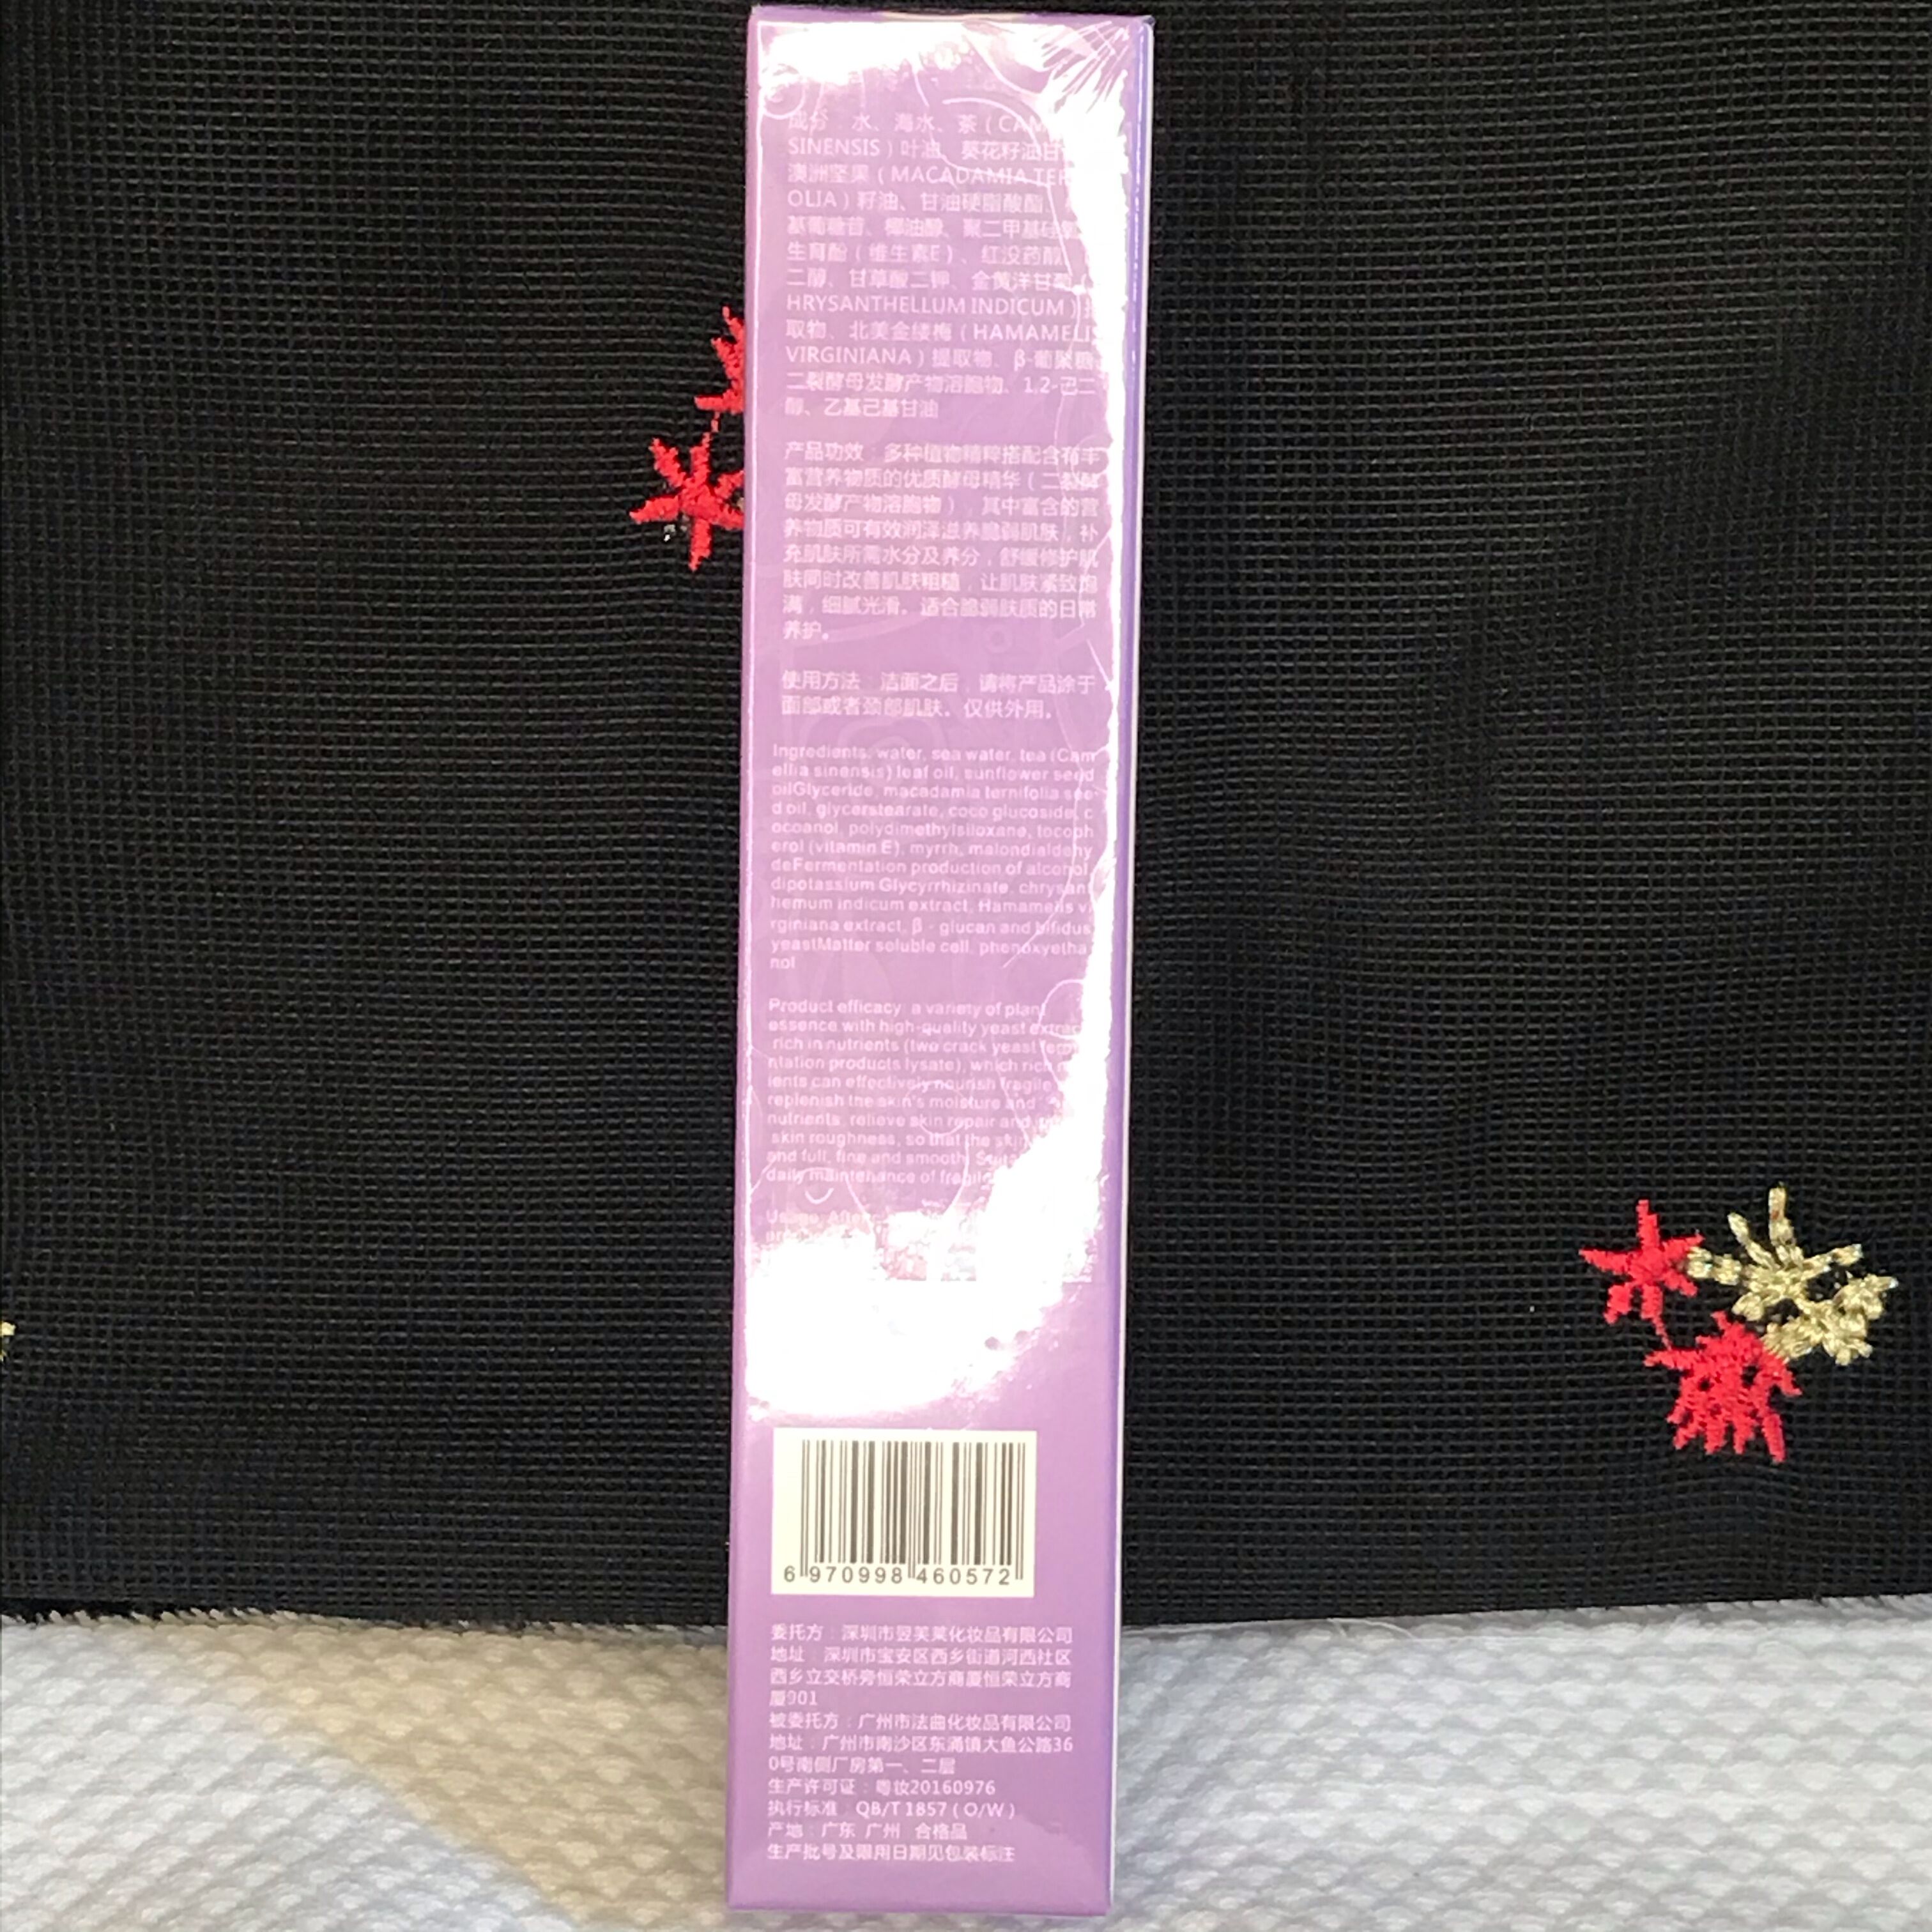 成分：水、海水、茶（CAM
SINENSIS）叶油、葵花籽油甘
澳洲坚果（MACADAMIA TER
OLIA）籽油、甘油硬脂酸酯、
基葡糖苷、椰油醇、聚二甲基硅氧
生育酚（维生素E）、红没药醇、
二醇、甘草酸二钾、金黄洋甘菊（
HRYSANTHELLUM INDICUM）提
取物、北美金缕梅（HAMAMELIS
VIRGINIANA）提取物、β-葡聚糖、
二裂酵母发酵产物溶胞物、1,2-己二
醇、乙基己基甘油
产品功效：多种植物精粹搭配含有丰
富营养物质的优质酵母精华（二裂酵
母发酵产物溶胞物），其中富含的营
养物质可有效润泽滋养脆弱肌肤，补
充肌肤所需水分及养分，舒缓修护肌
肤同时改善肌肤粗糙，让肌肤紧致饱
满，细腻光滑。适合脆弱肤质的日常
养护。
使用方法：洁面之后，请将产品涂于
面部或者颈部肌肤。仅供外用。
Ingredients: water, sea water, tea (Cam
ellia sinensis) leaf oil, sunflower seed
oilGlyceride, macadamia ternifolia see
d oil, glycerstearate, coco glucoside, c
ocoanol, polydimethylsiloxane, tocoph
erol (vitamin E), myrrh, malondialdehy
deFermentation production of alcohol,
dipotassium Glycyrrhizinate, chrysant
hemum indicum extract, Hamamelis vi
rginiana extract, β - glucan and bifidus
yeastMatter soluble cell, phenoxyetha
nol
Product efficacy: a variety of plant
essence with high-quality yeast extract
rich in nutrients (two crack yeast ferme
ntation products lysate), which rich
ients can effectively nourish fragile
replenish the skin's moisture and
nutrients, relieve skin repair and
skin roughness, so that the skin
and full, fine and smooth.
daily maintenance of fragile
Usage: After
6 970998 460572
委托方：深圳市昱芙莱化妆品有限公司
地址：深圳市宝安区西乡街道河西社区
西乡立交桥旁恒荣立方商厦恒荣立方商
厦901
被委托方：广州市法曲化妆品有限公司
地址：广州市南沙区东涌镇大鱼公路36
0号南侧厂房第一、二层
生产许可证：粤妆20160976
执行标准：QB/T 1857（O/W）
产地：广东 广州 合格品
生产批号及限用日期见包装标注